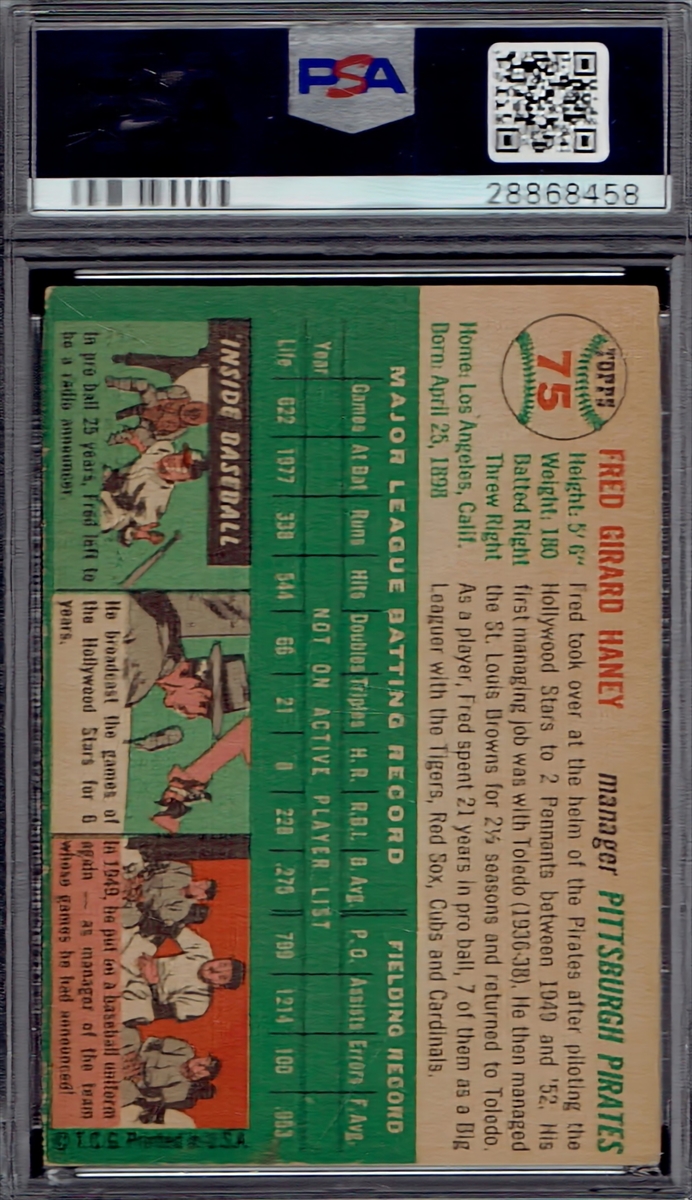 PSA
28868458
TOPPS
75
FRED GIRARD HANEY manager PITTSBURGH PIRATES
Height: 5' 6"
Weight: 180
Batted Right
Threw Right
Home: Los Angeles, Calif.
Born: April 25, 1898
Fred took over at the helm of the Pirates after piloting the
Hollywood Stars to 2 Pennants between 1949 and '52. His
first managing job was with Toledo (1936-38). He then managed
the St. Louis Browns for 2½ seasons and returned to Toledo.
As a player, Fred spent 21 years in pro ball, 7 of them as a Big
Leaguer with the Tigers, Red Sox, Cubs and Cardinals.
MAJOR LEAGUE BATTING RECORD FIELDING RECORD
Games At Bat Runs Hits Doubles Triples H.R. R.B.I. B.Avg. P.O. Assists Errors F.Avg.
Year NOT ON ACTIVE PLAYER LIST
Life 622 1977 338 544 66 21 8 228 .275 799 1214 100 .953
INSIDE BASEBALL
In pro ball 25 years, Fred left to
be a radio announcer.
He broadcast the games of
the Hollywood Stars for 6
years.
In 1949, he put on a baseball uniform
again — as manager of the team
whose games he had announced!
© T.C.G. Printed in U.S.A.